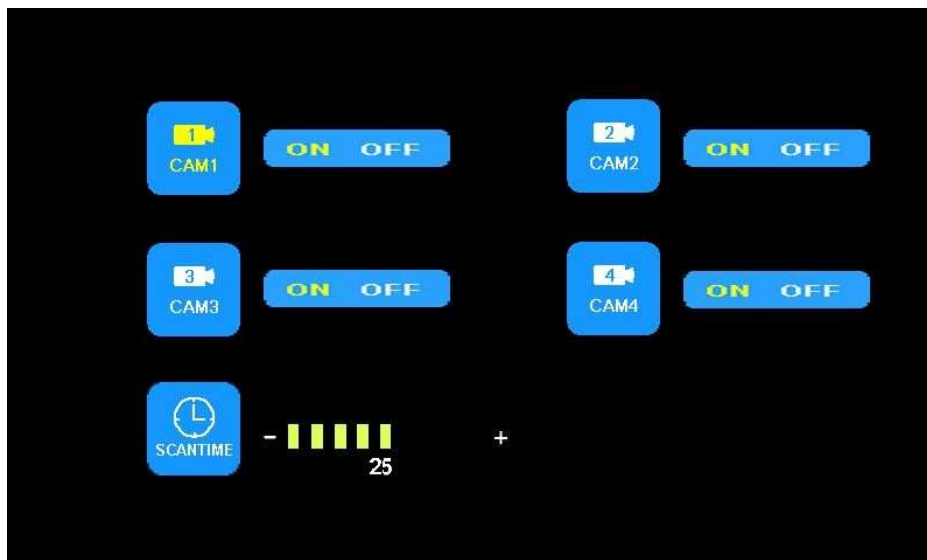 1
CAM1
ON OFF
2
CAM2
ON OFF
3
CAM3
ON OFF
4
CAM4
ON OFF
SCANTIME
- +
25